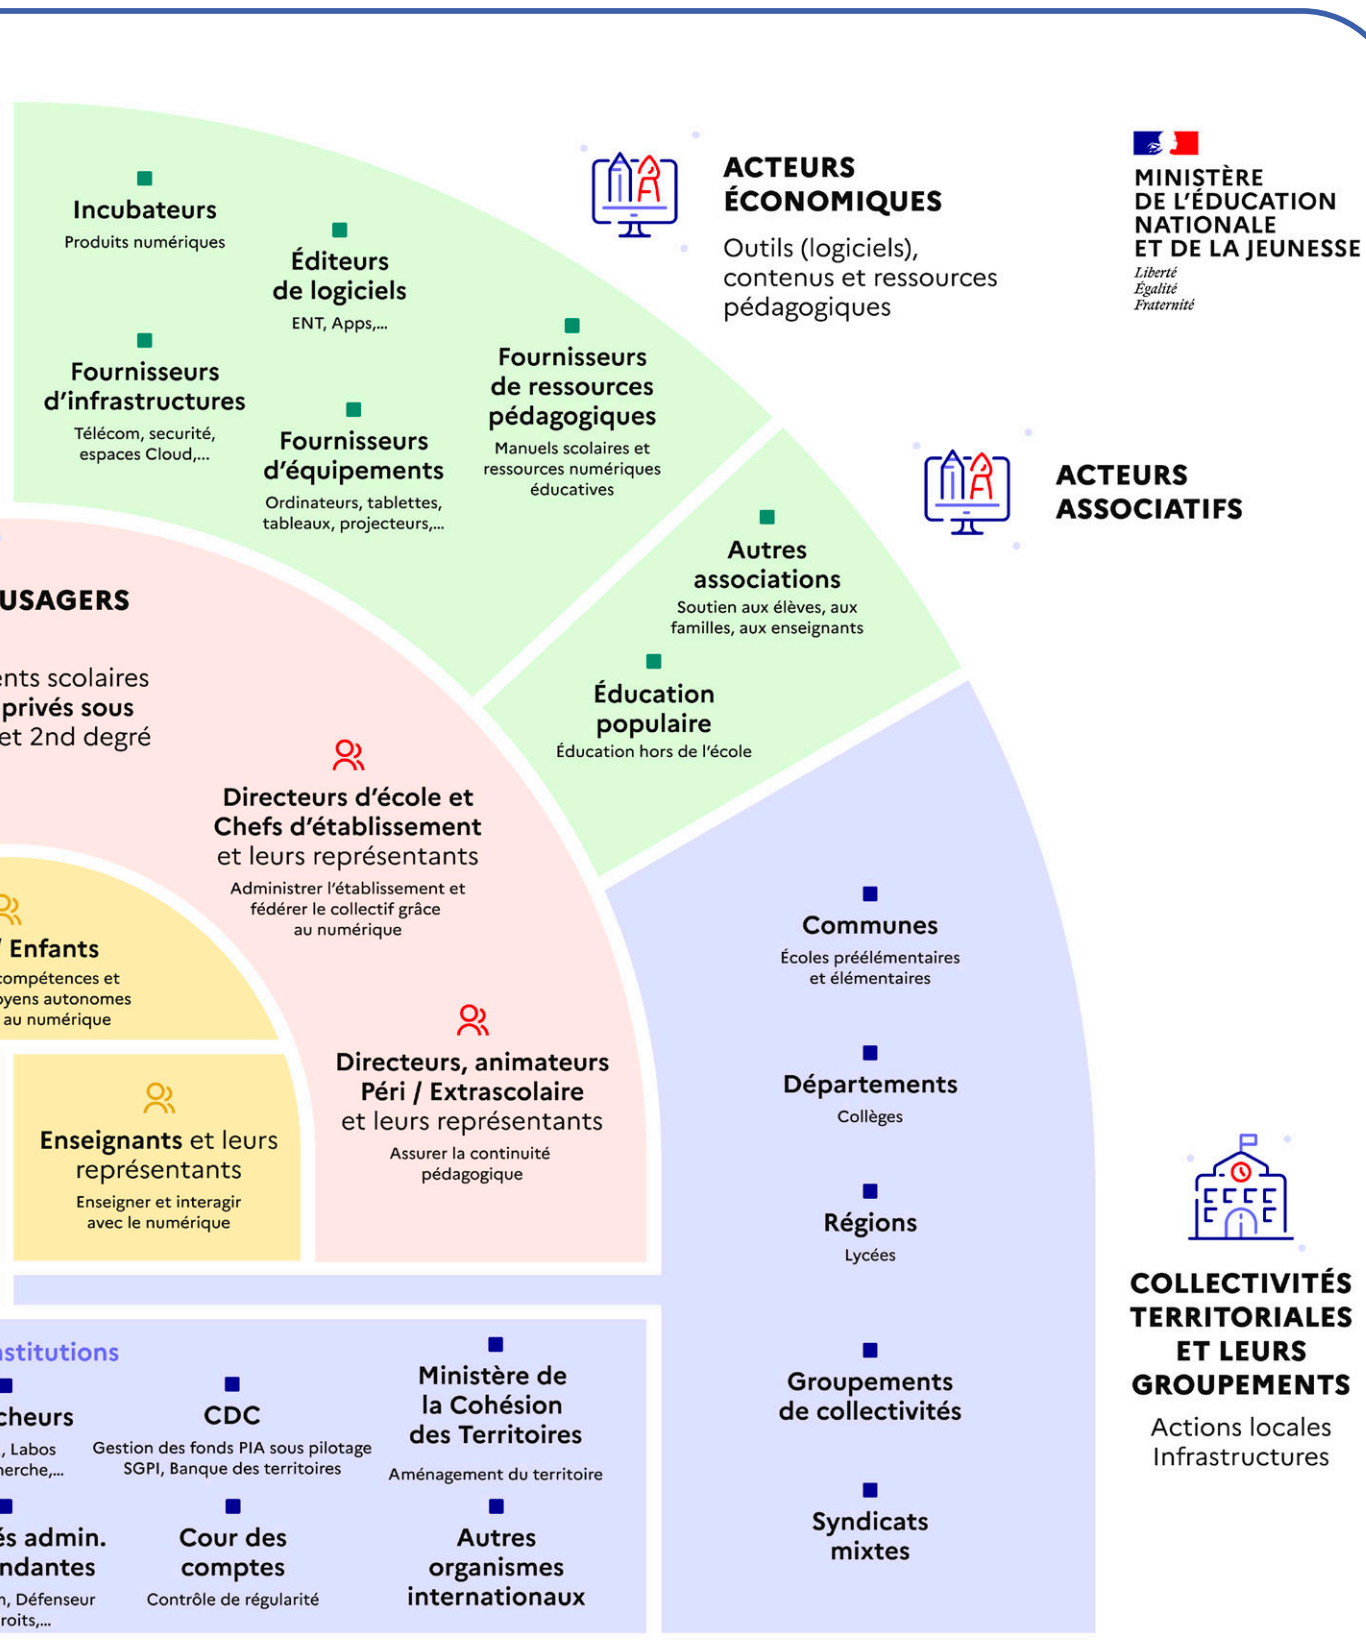 ACTEURS
ÉCONOMIQUES
Outils (logiciels),
contenus et ressources
pédagogiques
MINISTÈRE
DE L'ÉDUCATION
NATIONALE
ET DE LA JEUNESSE
Liberté
Égalité
Fraternité
Incubateurs
Produits numériques
Éditeurs
de logiciels
ENT, Apps,...
Fournisseurs
d'infrastructures
Télécom, securité,
espaces Cloud,...
Fournisseurs
d'équipements
Ordinateurs, tablettes,
tableaux, projecteurs,...
Fournisseurs
de ressources
pédagogiques
Manuels scolaires et
ressources numériques
éducatives
ACTEURS
ASSOCIATIFS
Autres
associations
Soutien aux élèves, aux
familles, aux enseignants
Éducation
populaire
Éducation hors de l'école
USAGERS
scolaires
privés sous
et 2nd degré
Directeurs d'école et
Chefs d'établissement
et leurs représentants
Administrer l'établissement et
fédérer le collectif grâce
au numérique
/ Enfants
compétences et
autonomes
au numérique
Directeurs, animateurs
Péri / Extrascolaire
et leurs représentants
Assurer la continuité
pédagogique
Enseignants et leurs
représentants
Enseigner et interagir
avec le numérique
Communes
Écoles préélémentaires
et élémentaires
Départements
Collèges
Régions
Lycées
Groupements
de collectivités
Syndicats
mixtes
COLLECTIVITÉS
TERRITORIALES
ET LEURS
GROUPEMENTS
Actions locales
Infrastructures
, Labos
CDC
Gestion des fonds PIA sous pilotage
SGPI, Banque des territoires
Ministère de
la Cohésion
des Territoires
Aménagement du territoire
admin.
, Défenseur
Cour des
comptes
Contrôle de régularité
Autres
organismes
internationaux